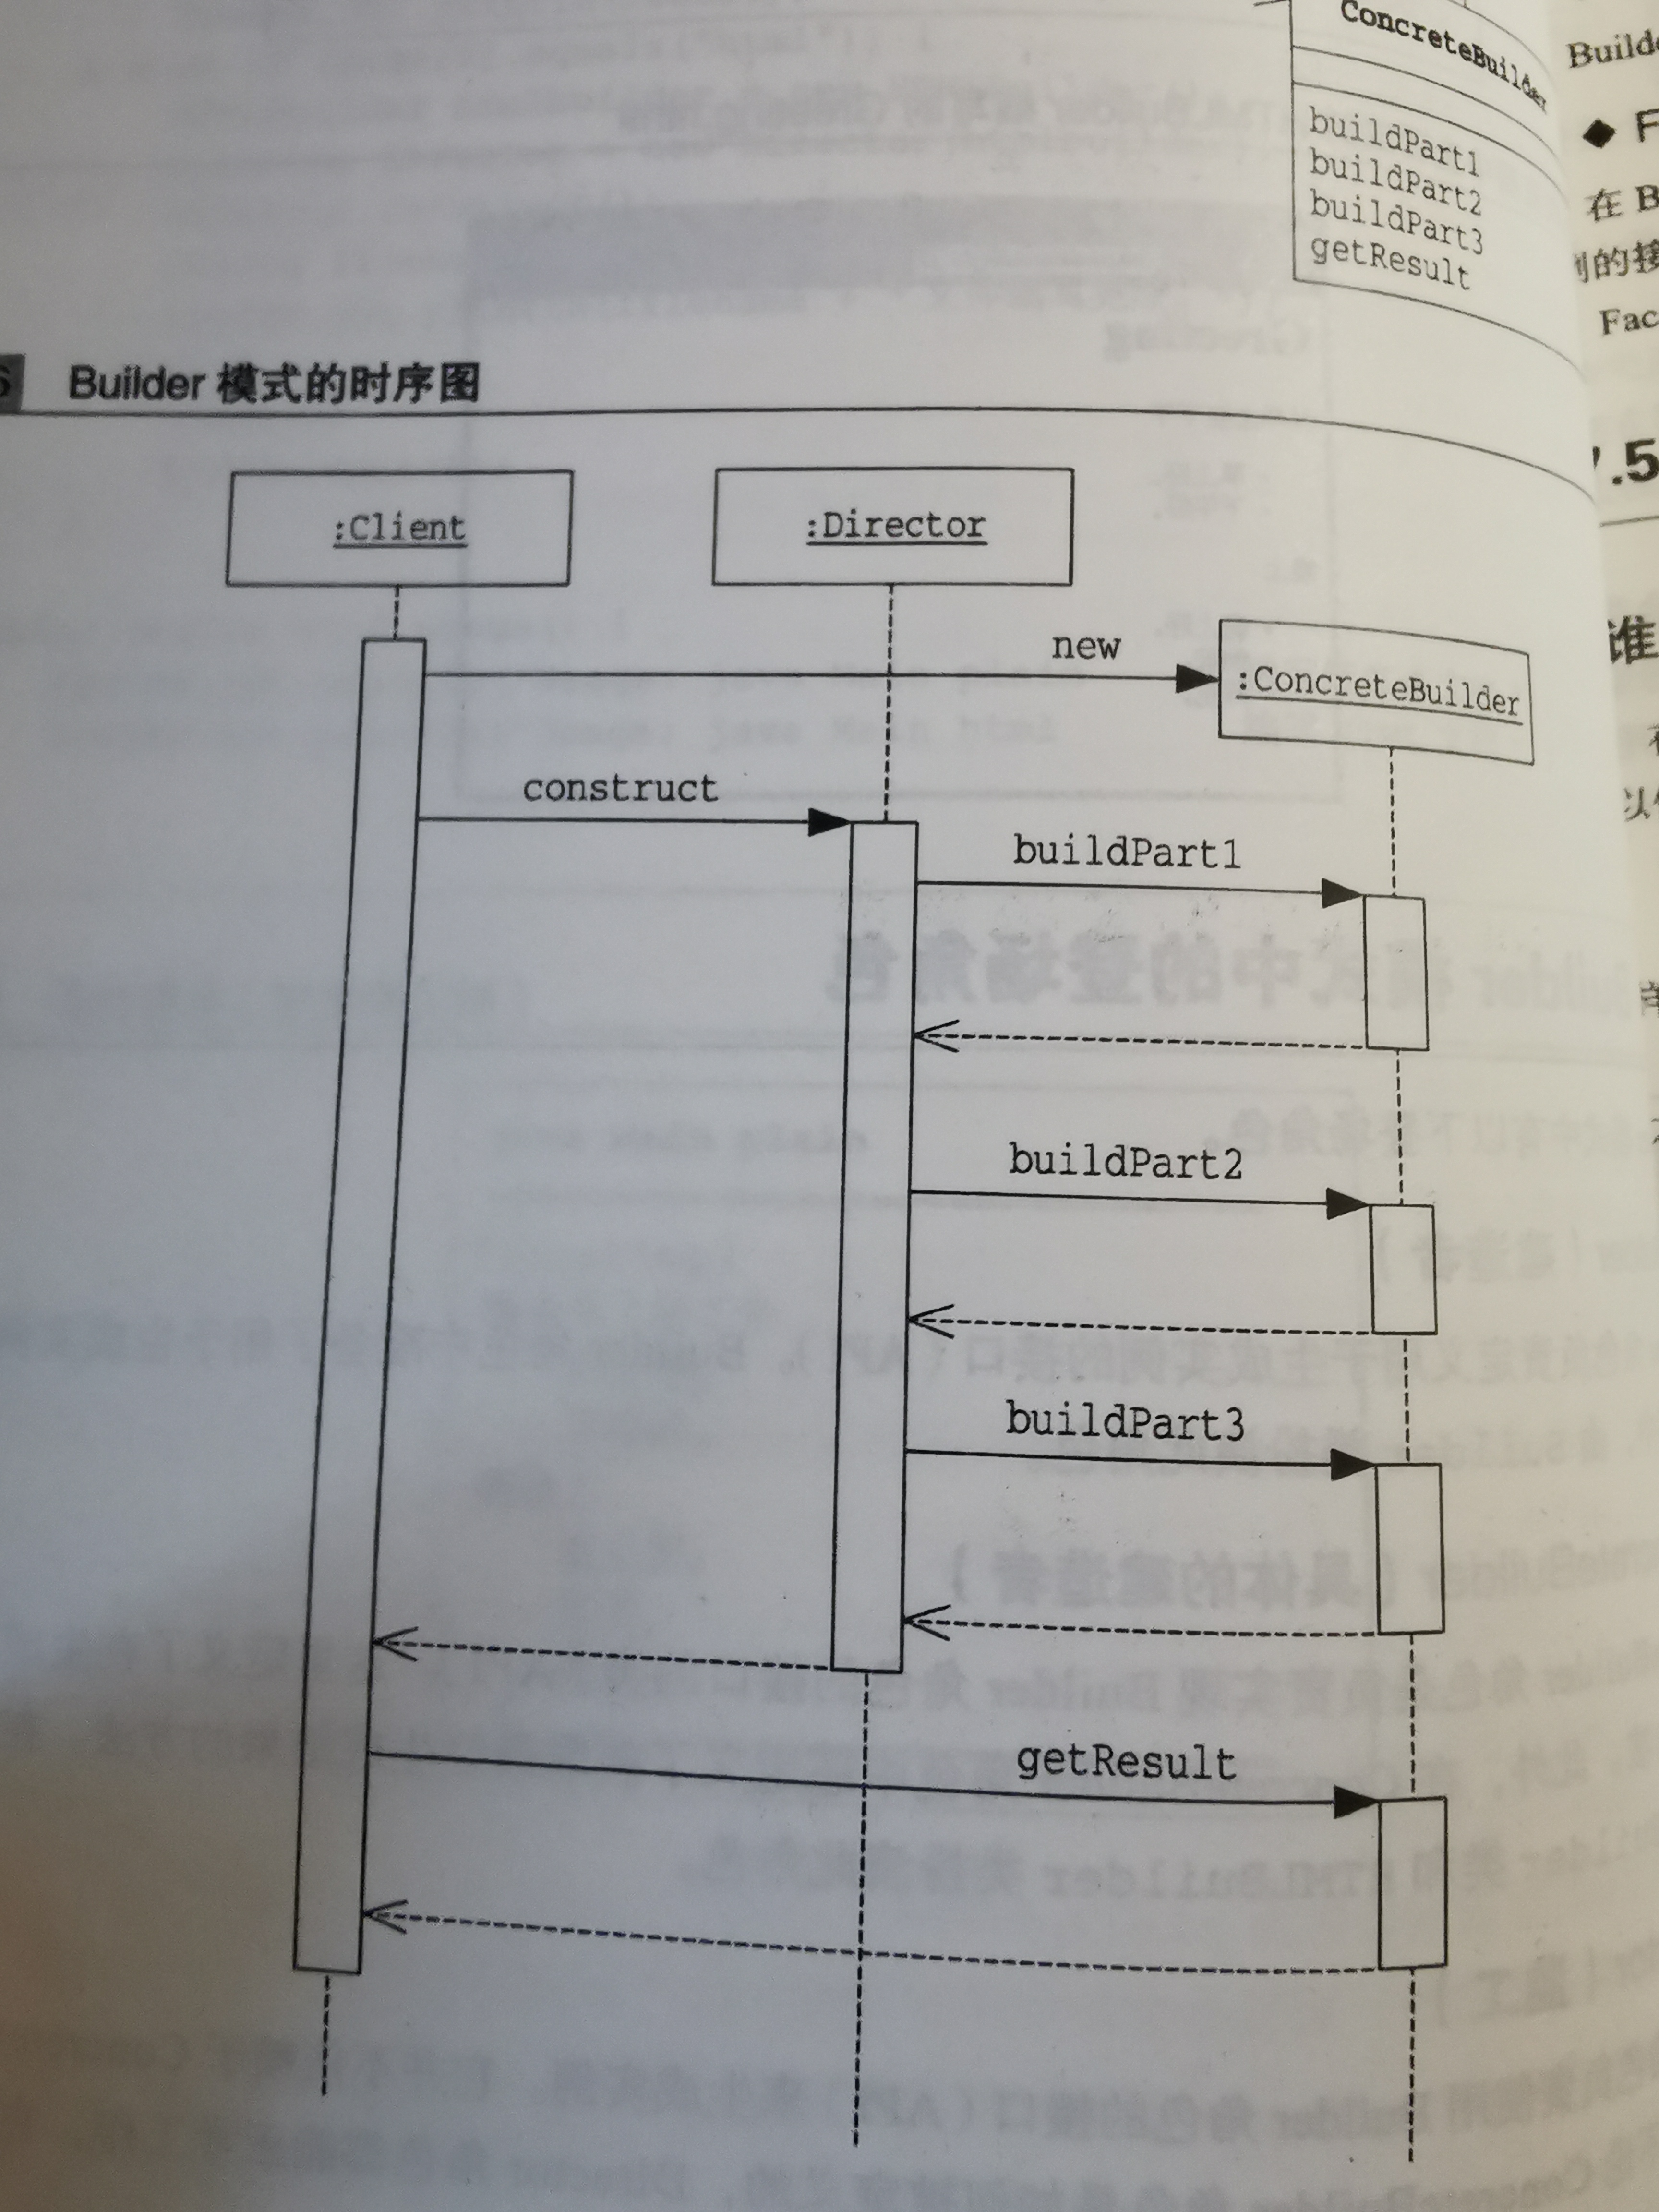 ConcreteBuilder
buildPart1
buildPart2
buildPart3
getResult
Builder 模式的时序图
:Client
:Director
new
:ConcreteBuilder
construct
buildPart1
buildPart2
buildPart3
getResult
◆ F
在 B
的接
Fac
.5
谁